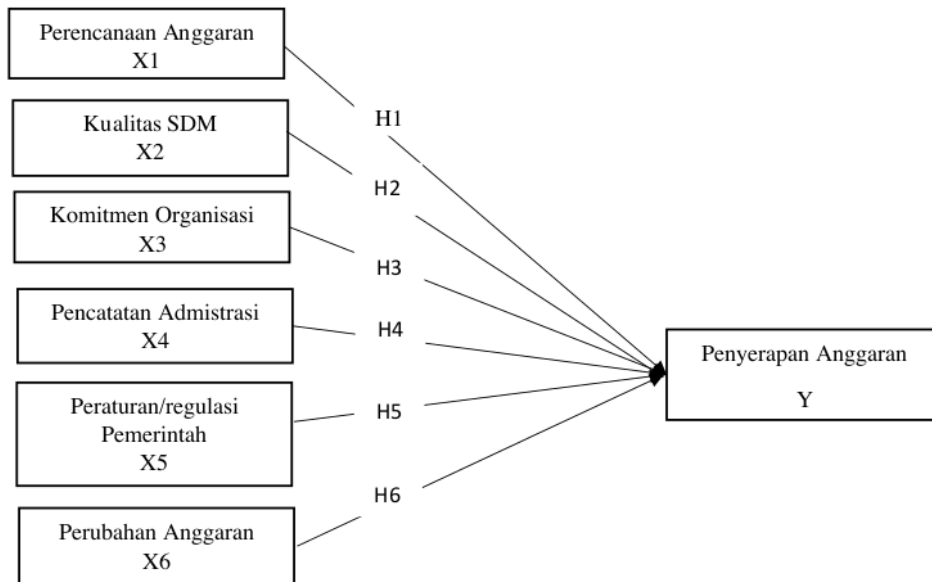 Perencanaan Anggaran
X1
Kualitas SDM
X2
Komitmen Organisasi
X3
Pencatatan Admistrasi
X4
Peraturan/regulasi
Pemerintah
X5
Perubahan Anggaran
X6
H1
H2
H3
H4
H5
H6
Penyerapan Anggaran
Y